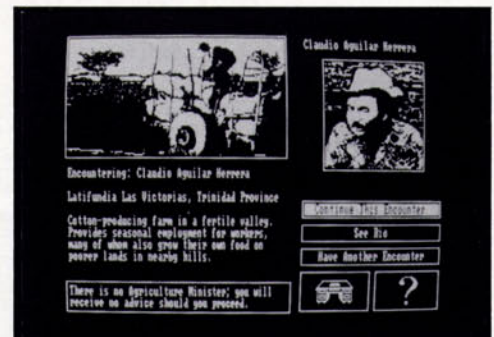 Claudio Aguilar Herrera
Encountering: Claudio Aguilar Herrera
Latifundia Las Victorias, Trinidad Province
Cotton-producing farm in a fertile valley.
Provides seasonal employment for workers,
many of whom also grow their own food on
poorer lands in nearby hills.
There is no Agriculture Minister; you will
receive no advice should you proceed.
Continue This Encounter
See Bio
Have Another Encounter
?